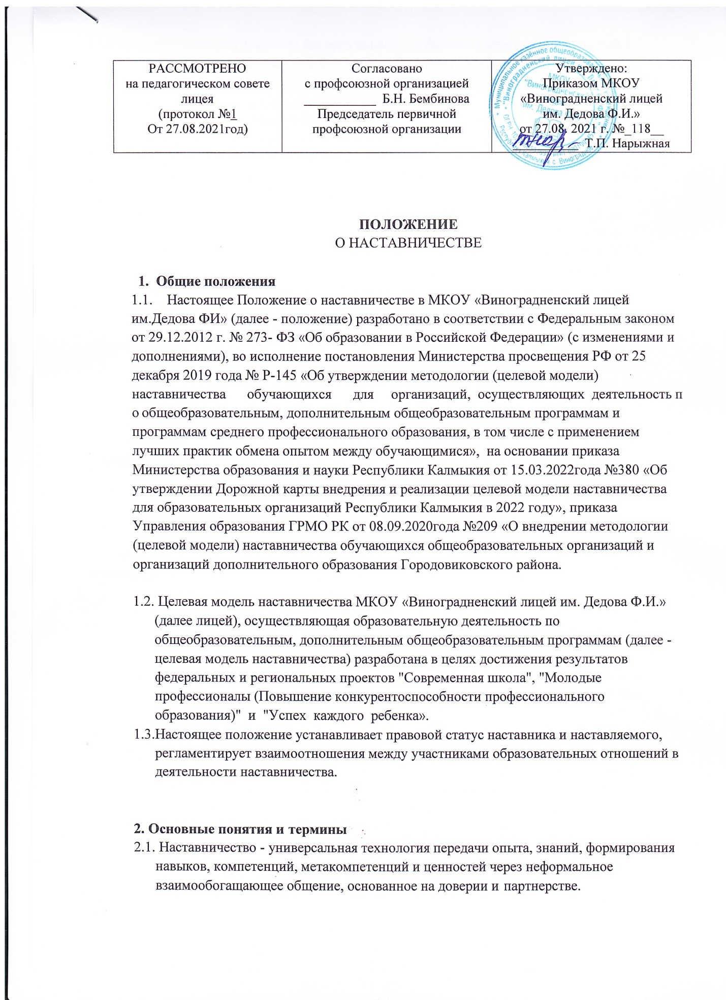 РАССМОТРЕНО
на педагогическом совете
лицея
(протокол №1
От 27.08.2021год)
Согласовано
с профсоюзной организацией
____________ Б.Н. Бембинова
Председатель первичной
профсоюзной организации
Утверждено:
Приказом МКОУ
«Виноградненский лицей
им. Дедова Ф.И.»
от 27.08. 2021 г. №_118__
Т.П. Нарыжная
ПОЛОЖЕНИЕ
О НАСТАВНИЧЕСТВЕ
1. Общие положения
1.1. Настоящее Положение о наставничестве в МКОУ «Виноградненский лицей
им.Дедова ФИ» (далее - положение) разработано в соответствии с Федеральным законом
от 29.12.2012 г. № 273- ФЗ «Об образовании в Российской Федерации» (с изменениями и
дополнениями), во исполнение постановления Министерства просвещения РФ от 25
декабря 2019 года № Р-145 «Об утверждении методологии (целевой модели)
наставничества обучающихся для организаций, осуществляющих деятельность п
о общеобразовательным, дополнительным общеобразовательным программам и
программам среднего профессионального образования, в том числе с применением
лучших практик обмена опытом между обучающимися», на основании приказа
Министерства образования и науки Республики Калмыкия от 15.03.2022года №380 «Об
утверждении Дорожной карты внедрения и реализации целевой модели наставничества
для образовательных организаций Республики Калмыкия в 2022 году», приказа
Управления образования ГРМО РК от 08.09.2020года №209 «О внедрении методологии
(целевой модели) наставничества обучающихся общеобразовательных организаций и
организаций дополнительного образования Городовиковского района.
1.2. Целевая модель наставничества МКОУ «Виноградненский лицей им. Дедова Ф.И.»
(далее лицей), осуществляющая образовательную деятельность по
общеобразовательным, дополнительным общеобразовательным программам (далее -
целевая модель наставничества) разработана в целях достижения результатов
федеральных и региональных проектов "Современная школа", "Молодые
профессионалы (Повышение конкурентоспособности профессионального
образования)" и "Успех каждого ребенка».
1.3.Настоящее положение устанавливает правовой статус наставника и наставляемого,
регламентирует взаимоотношения между участниками образовательных отношений в
деятельности наставничества.
2. Основные понятия и термины
2.1. Наставничество - универсальная технология передачи опыта, знаний, формирования
навыков, компетенций, метакомпетенций и ценностей через неформальное
взаимообогащающее общение, основанное на доверии и партнерстве.